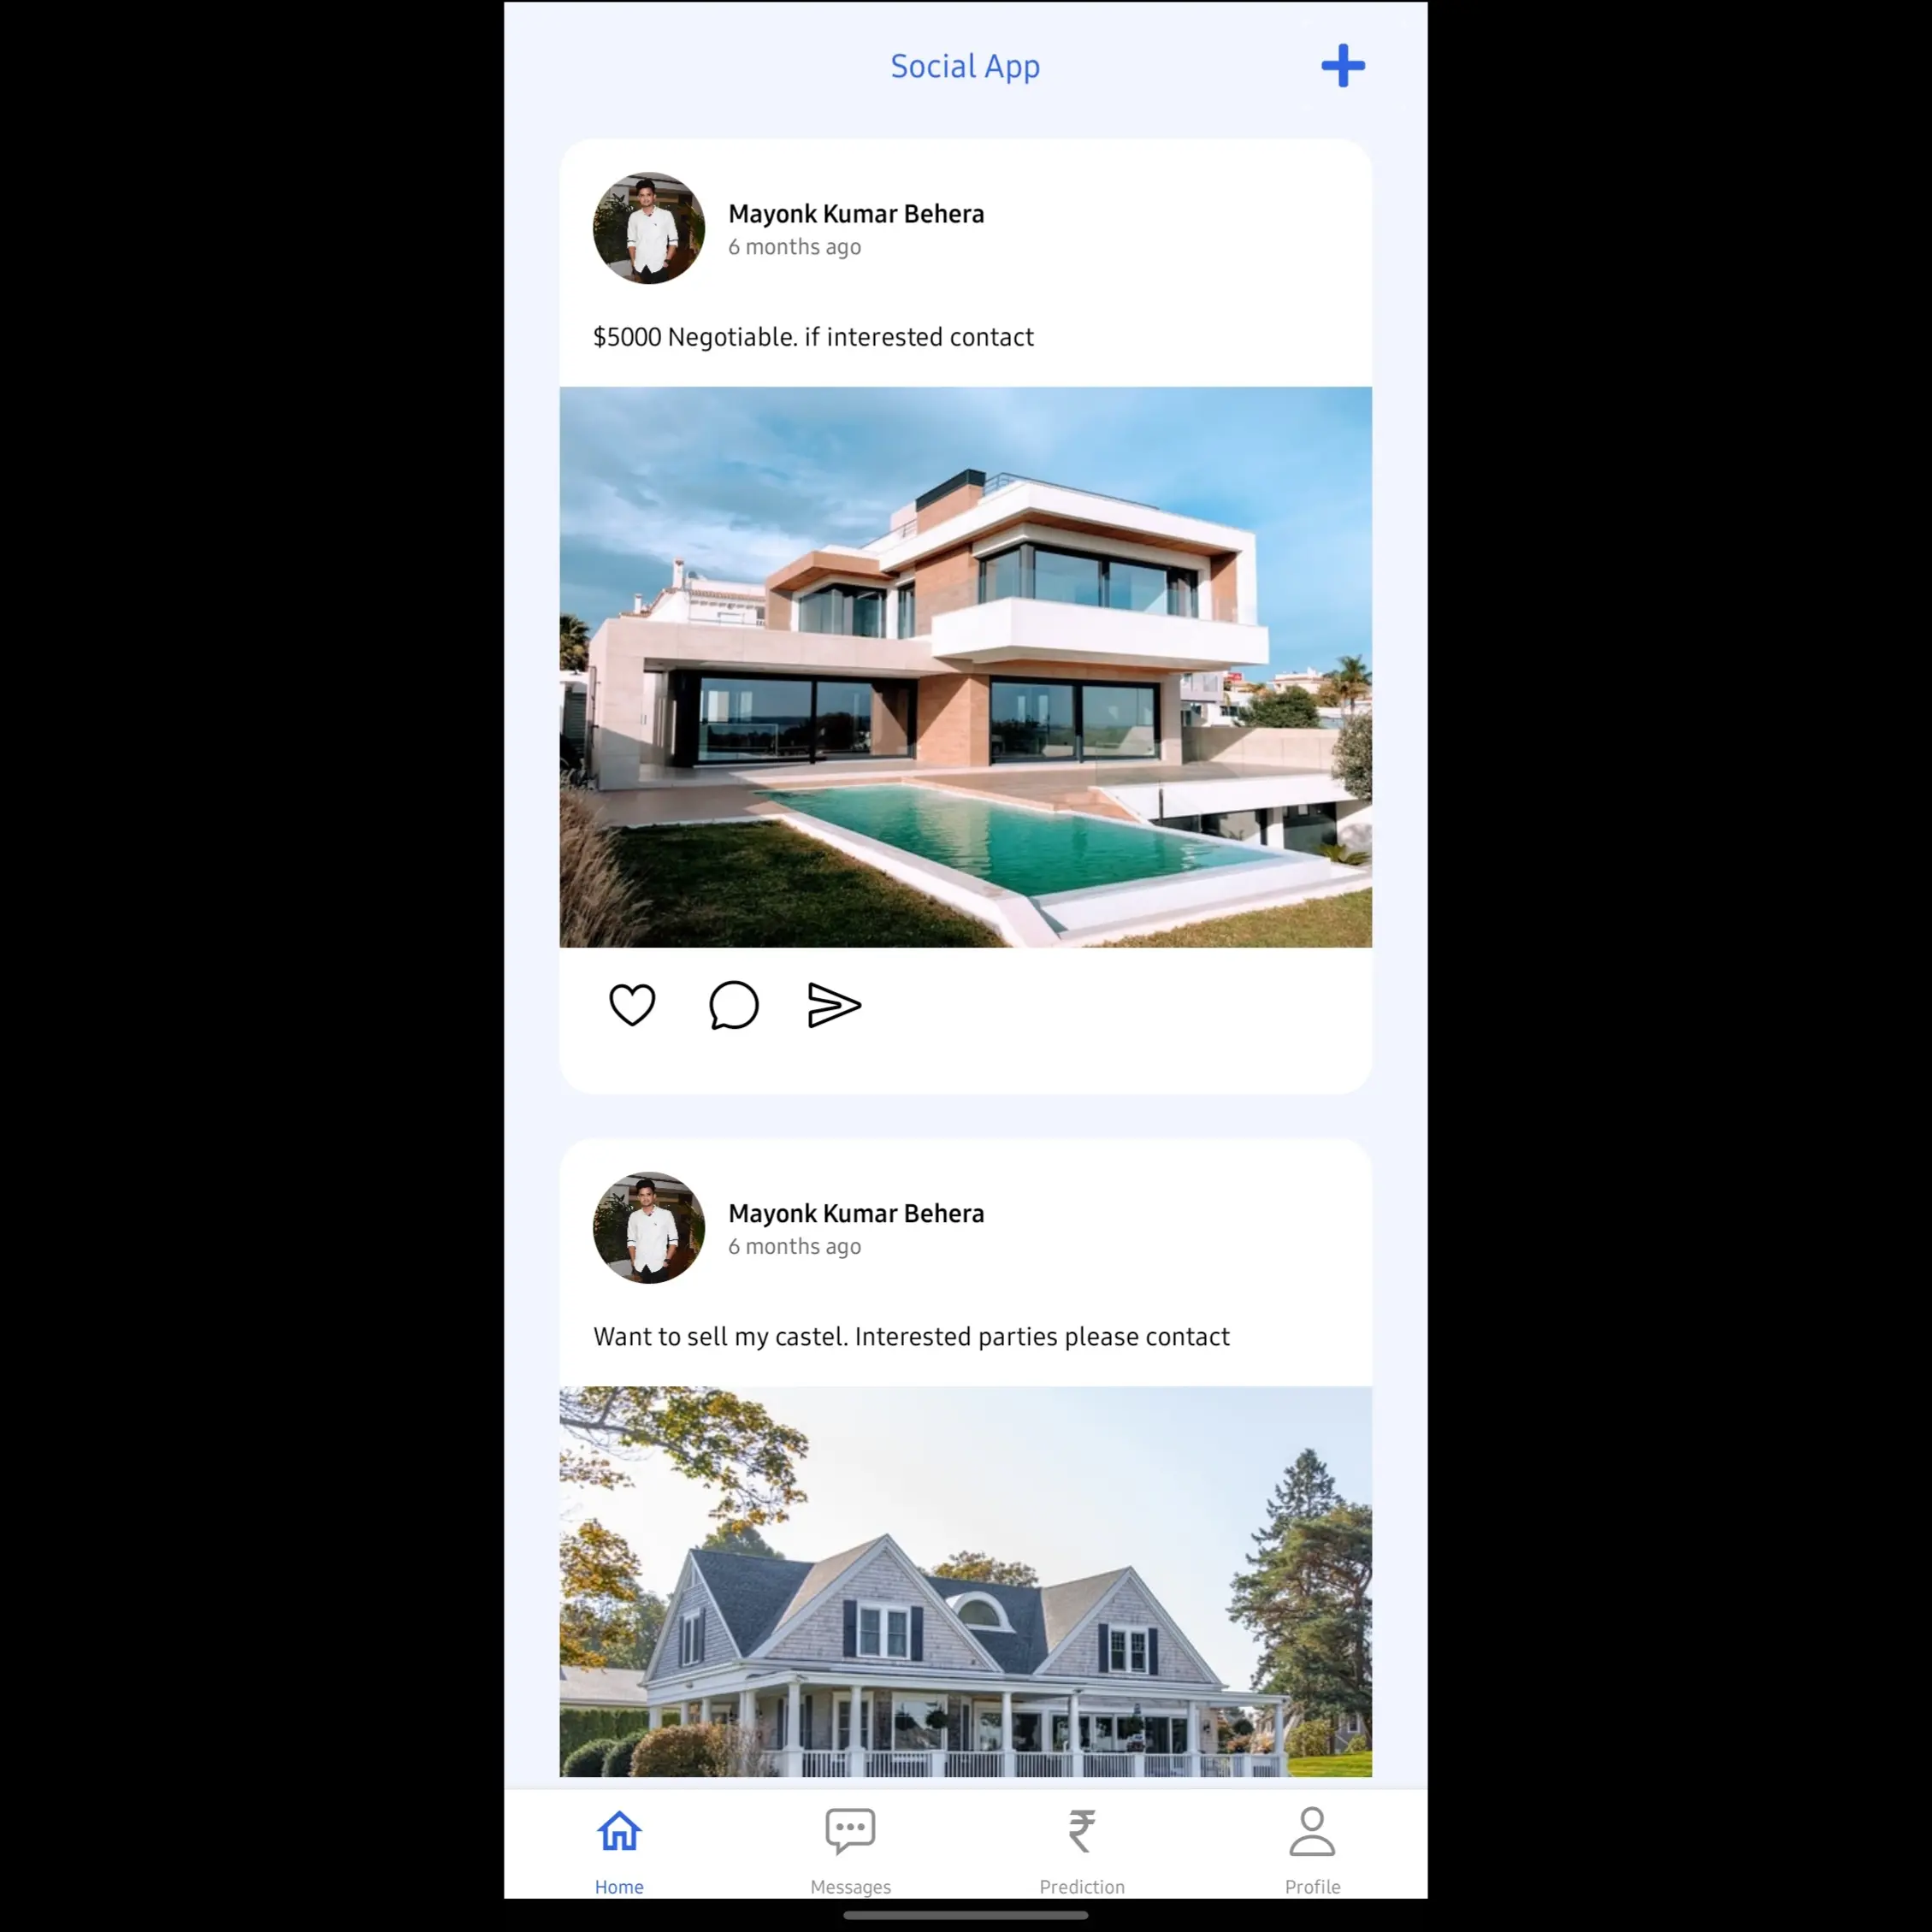 Social App
Mayonk Kumar Behera
6 months ago
$5000 Negotiable. if interested contact
Mayonk Kumar Behera
6 months ago
Want to sell my castel. Interested parties please contact
Home
Messages
₹
Prediction
Profile